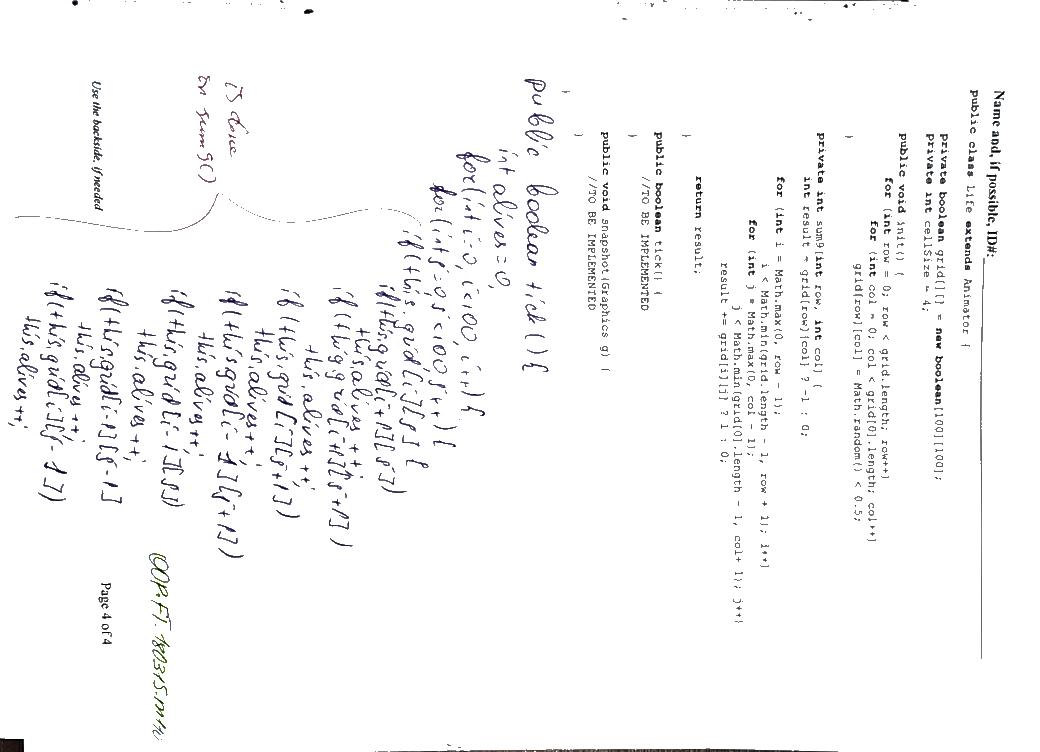 Name and, if possible, ID#:
public class Life extends Animator {
private boolean grid[][] = new boolean[100][100];
private int cellSize = 4;
public void init() {
for (int row = 0; row < grid.length; row++)
for (int col = 0; col < grid[0].length; col++)
grid[row][col] = Math.random() < 0.5;
}
private int sum9(int row, int col) {
int result = grid[row][col] ? -1 : 0;
for (int i = Math.max(0, row - 1);
i < Math.min(grid.length - 1, row + 1); i++)
for (int j = Math.max(0, col - 1);
j < Math.min(grid[0].length - 1, col+ 1); j++)
result += grid[i][j] ? 1 : 0;
return result;
}
public boolean tick() {
//TO BE IMPLEMENTED
}
public void snapshot(Graphics g) {
//TO BE IMPLEMENTED
}
}
public boolean tick(){
int alives=0,
for(int i=0, i<100, i++){
for(int j=0,j<100,j++){
if(this.grid[i][j]{
if(this.grid[i+1][j])
this.alives++;
if(this.grid[i+1][j+1])
this.alives++;
if(this.grid[i][j+1])
this.alives++;
if(this.grid[i-1][j+1])
this.alives++;
is done
on sum9()
if(this.grid[i-1][j])
this.alives++;
OOP.FT.180315.m110
if(this.grid[i-1][j-1]
Use the backside, if needed
Page 4 of 4
this.alives++;
if(this.grid[i][j-1])
this.alives++;